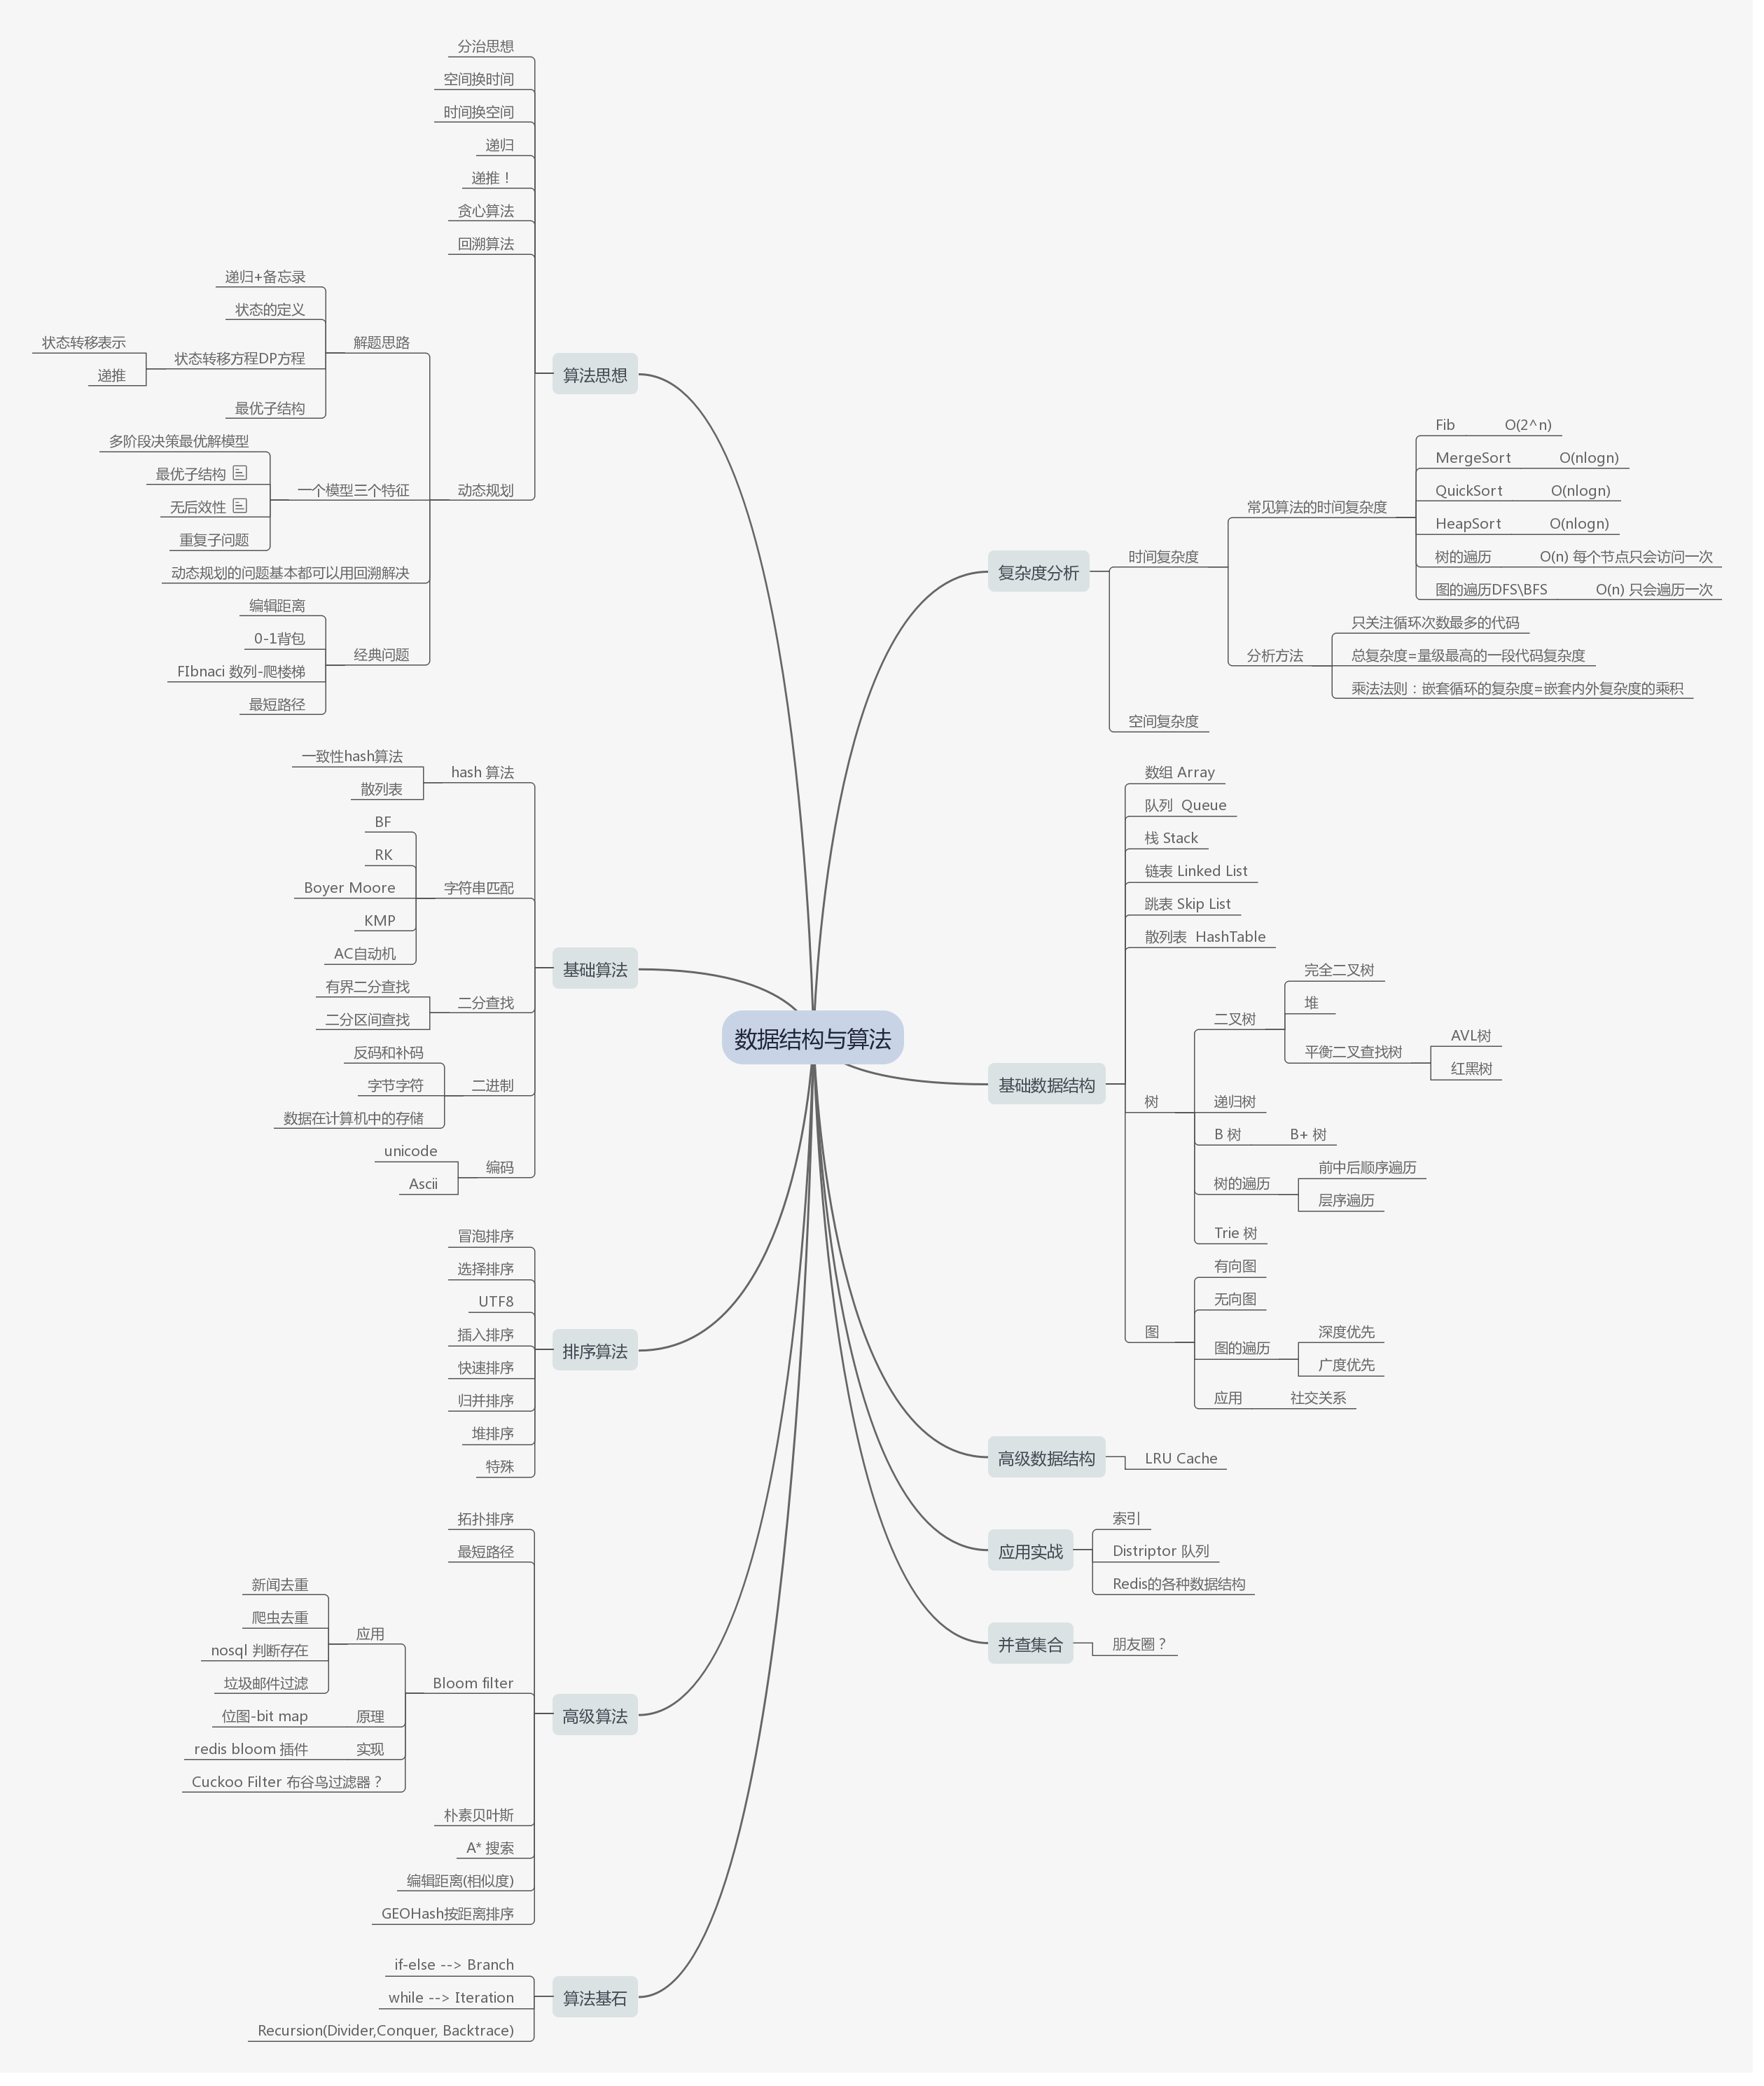 数据结构与算法
算法思想
分治思想
空间换时间
时间换空间
递归
递推！
贪心算法
回溯算法
动态规划
解题思路
递归+备忘录
状态的定义
状态转移方程DP方程
状态转移表示
递推
最优子结构
一个模型三个特征
多阶段决策最优解模型
最优子结构
无后效性
重复子问题
动态规划的问题基本都可以用回溯解决
经典问题
编辑距离
0-1背包
FIbnaci 数列-爬楼梯
最短路径
基础算法
hash 算法
一致性hash算法
散列表
字符串匹配
BF
RK
Boyer Moore
KMP
AC自动机
二分查找
有界二分查找
二分区间查找
二进制
反码和补码
字节字符
数据在计算机中的存储
编码
unicode
Ascii
排序算法
冒泡排序
选择排序
UTF8
插入排序
快速排序
归并排序
堆排序
特殊
高级算法
拓扑排序
最短路径
Bloom filter
应用
新闻去重
爬虫去重
nosql 判断存在
垃圾邮件过滤
原理
位图-bit map
实现
redis bloom 插件
Cuckoo Filter 布谷鸟过滤器？
朴素贝叶斯
A* 搜索
编辑距离(相似度)
GEOHash按距离排序
算法基石
if-else --> Branch
while --> Iteration
Recursion(Divider,Conquer, Backtrace)
复杂度分析
时间复杂度
常见算法的时间复杂度
Fib O(2^n)
MergeSort O(nlogn)
QuickSort O(nlogn)
HeapSort O(nlogn)
树的遍历 O(n) 每个节点只会访问一次
图的遍历DFS\BFS O(n) 只会遍历一次
分析方法
只关注循环次数最多的代码
总复杂度=量级最高的一段代码复杂度
乘法法则：嵌套循环的复杂度=嵌套内外复杂度的乘积
空间复杂度
基础数据结构
数组 Array
队列  Queue
栈 Stack
链表 Linked List
跳表 Skip List
散列表  HashTable
树
二叉树
完全二叉树
堆
平衡二叉查找树
AVL树
红黑树
递归树
B 树 B+ 树
树的遍历
前中后顺序遍历
层序遍历
Trie 树
图
有向图
无向图
图的遍历
深度优先
广度优先
应用 社交关系
高级数据结构
LRU Cache
应用实战
索引
Distriptor 队列
Redis的各种数据结构
并查集合
朋友圈？